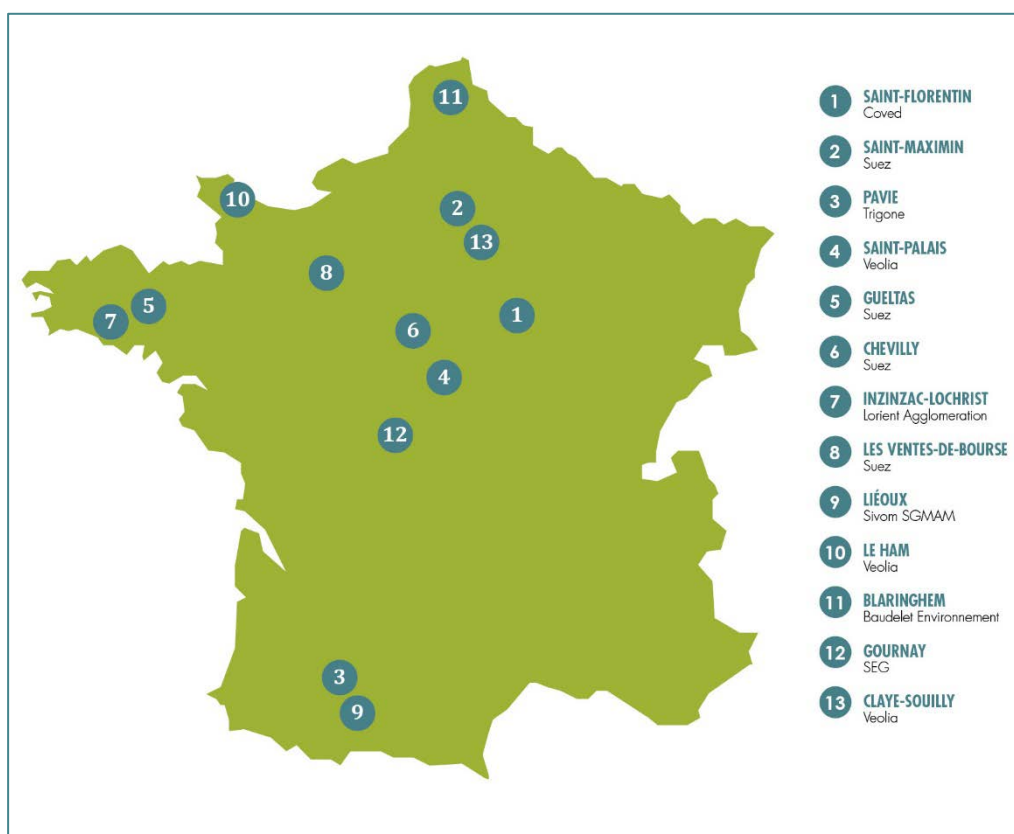 11
10
2
13
8
5
7
1
6
4
12
3
9
1 SAINT-FLORENTIN
Coved
2 SAINT-MAXIMIN
Suez
3 PAVIE
Trigone
4 SAINT-PALAIS
Veolia
5 GUELTAS
Suez
6 CHEVILLY
Suez
7 INZINZAC-LOCHRIST
Lorient Agglomeration
8 LES VENTES-DE-BOURSE
Suez
9 LIÉOUX
Sivom SGMAM
10 LE HAM
Veolia
11 BLARINGHEM
Baudelet Environnement
12 GOURNAY
SEG
13 CLAYE-SOUILLY
Veolia